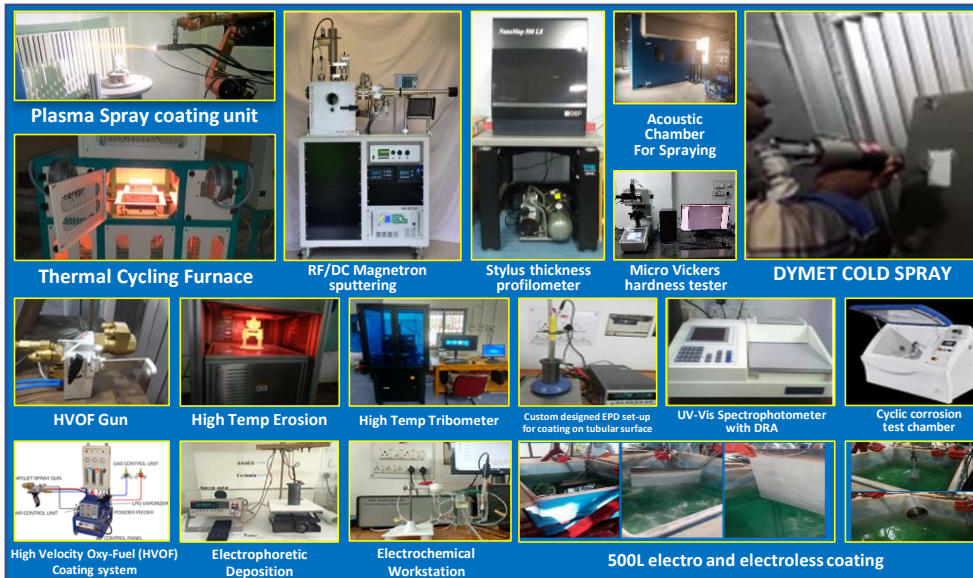 Plasma Spray coating unit
Thermal Cycling Furnace
RF/DC Magnetron
sputtering
NanoMap 500 LS
Stylus thickness
profilometer
Acoustic
Chamber
For Spraying
Micro Vickers
hardness tester
DYMET COLD SPRAY
HVOF Gun
High Temp Erosion
High Temp Tribometer
Custom designed EPD set-up
for coating on tubular surface
UV-Vis Spectrophotometer
with DRA
Cyclic corrosion
test chamber
GAS CONTROL UNIT
HIPOJET SPRAY GUN
LPG VAPORIZER
AIR CONTROL UNIT
POWDER FEEDER
CONTROL PANEL
High Velocity Oxy-Fuel (HVOF)
Coating system
Electrophoretic
Deposition
Electrochemical
Workstation
500L electro and electroless coating